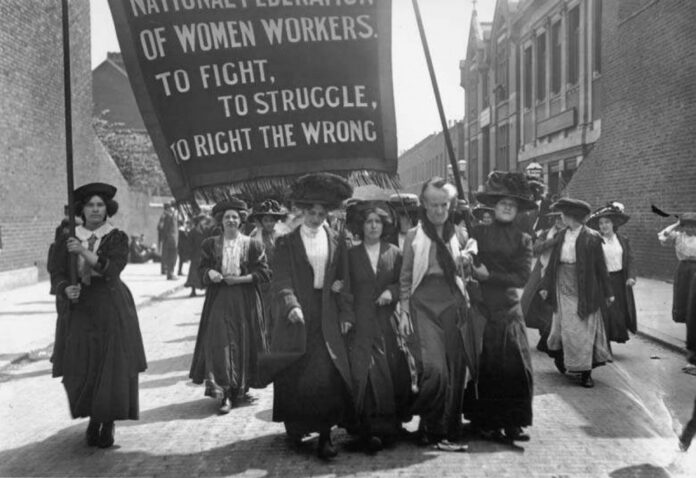 NATIONAL FEDERATION
OF WOMEN WORKERS.
TO FIGHT,
TO STRUGGLE,
TO RIGHT THE WRONG